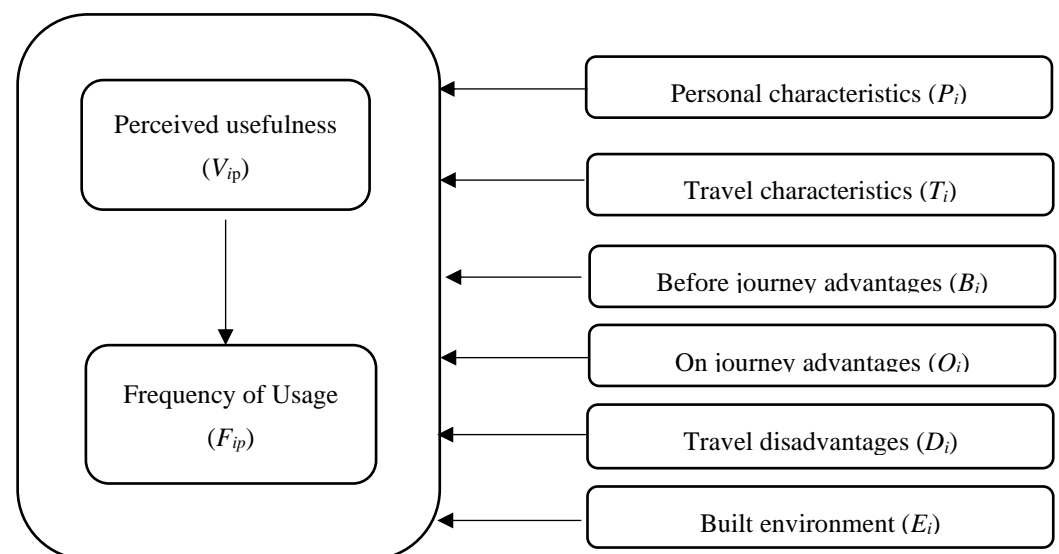 Perceived usefulness
(Vip)
Frequency of Usage
(Fip)
Personal characteristics (Pi)
Travel characteristics (Ti)
Before journey advantages (Bi)
On journey advantages (Oi)
Travel disadvantages (Di)
Built environment (Ei)